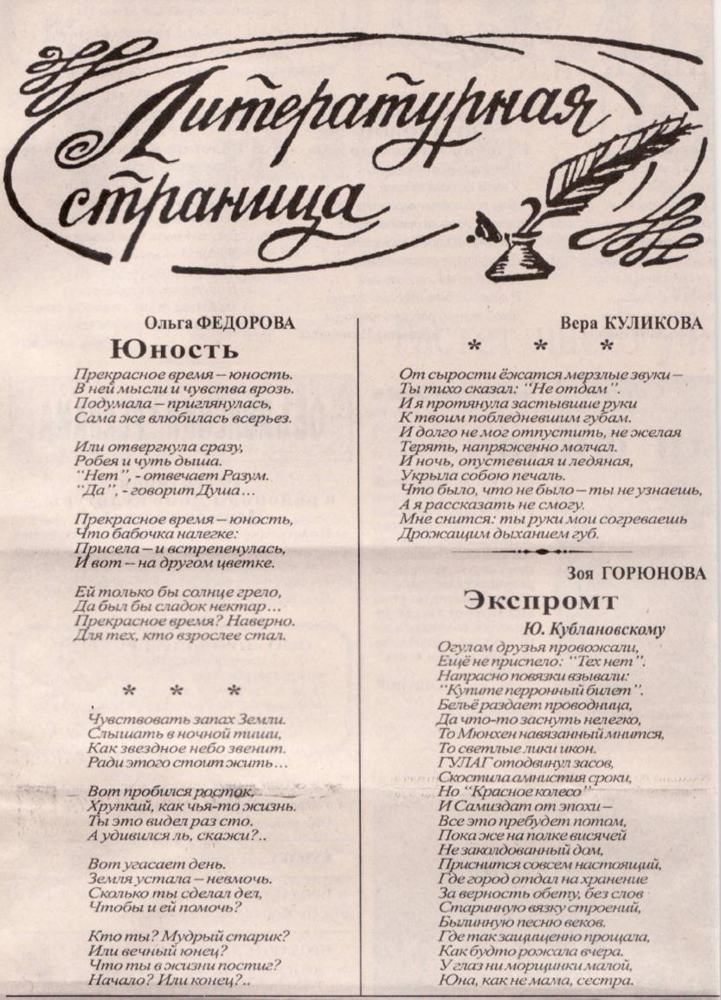 Литературная
страница
Ольга ФЕДОРОВА
Юность
Прекрасное время – юность.
В ней мысли и чувства врозь.
Подумала – приглянулась,
Сама же влюбилась всерьез.
Или отвергнула сразу,
Робея и чуть дыша.
"Нет", - отвечает Разум.
"Да", - говорит Душа...
Прекрасное время – юность,
Что бабочка налегке:
Присела – и встрепенулась,
И вот – на другом цветке.
Ей только бы солнце грело,
Да был бы сладок нектар...
Прекрасное время? Наверно.
Для тех, кто взрослее стал.
* * *
Чувствовать запах Земли.
Слышать в ночной тиши,
Как звездное небо звенит.
Ради этого стоит жить...
Вот пробился росток,
Хрупкий, как чья-то жизнь.
Ты это видел раз сто.
А удивился ль, скажи?..
Вот угасает день.
Земля устала – невмочь.
Сколько ты сделал дел,
Чтобы и ей помочь?
Кто ты? Мудрый старик?
Или вечный юнец?
Что ты в жизни постиг?
Начало? Или конец?..
Вера КУЛИКОВА
* * *
От сырости ёжатся мерзлые звуки –
Ты тихо сказал: "Не отдам".
И я протянула застывшие руки
К твоим побледневшим губам.
И долго не мог отпустить, не желая
Терять, напряженно молчал.
И ночь, опустевшая и ледяная,
Укрыла собою печаль.
Что было, что не было – ты не узнаешь,
А я рассказать не смогу.
Мне снится: ты руки мои согреваешь
Дрожащим дыханием губ.
Зоя ГОРЮНОВА
Экспромт
Ю. Кублановскому
Огулом друзья провожали,
Ещё не приспело: "Тех нет".
Напрасно повязки взывали:
"Купите перронный билет".
Бельё раздает проводница,
Да что-то заснуть нелегко,
То Мюнхен навязанный мнится,
То светлые лики икон.
ГУЛАГ отодвинул засов,
Скостила амнистия сроки,
Но "Красное колесо"
И Самиздат от эпохи –
Все это пребудет потом,
Пока же на полке висячей
Не заколдованный дом,
Приснится совсем настоящий,
Где город отдал на хранение
За верность обету, без слов
Старинную вязку строений,
Былинную песню веков.
Где так защищенно прощала,
Как будто рожала вчера.
У глаз ни морщинки малой,
Юна, как не мама, сестра.